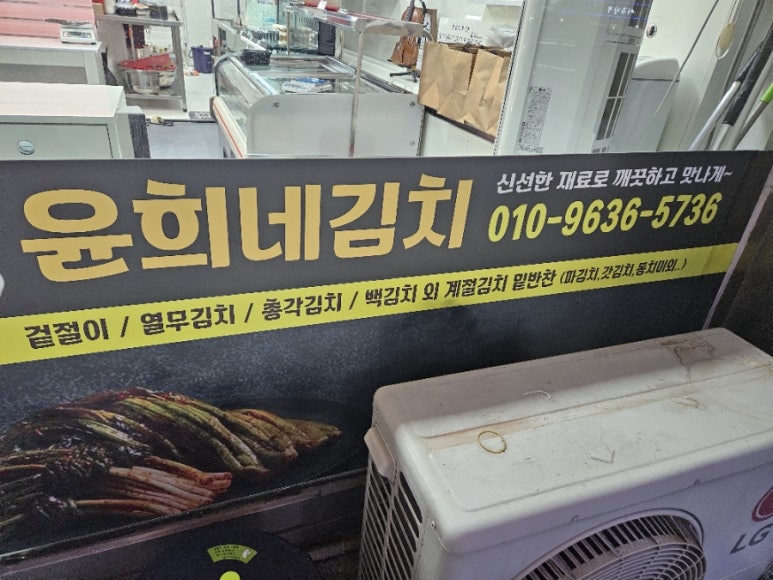 신선한 재료로 깨끗하고 맛나게~
윤희네김치 010-9636-5736
겉절이 / 열무김치 / 총각김치 / 백김치 외 계절김치 밑반찬 (파김치,갓김치,동치미외..)
LG